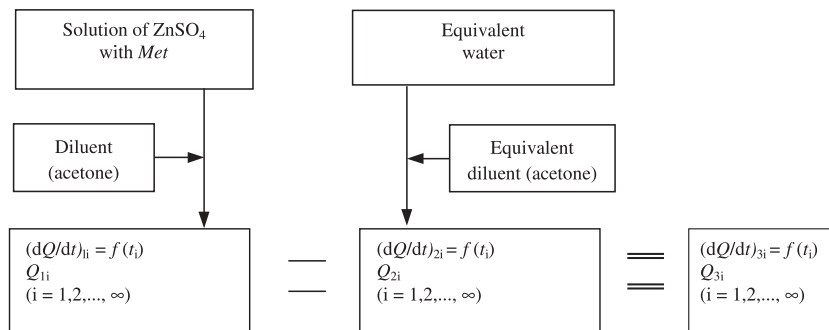 Solution of ZnSO₄
with Met
Equivalent
water
Diluent
(acetone)
Equivalent
diluent (acetone)
(dQ/dt)₁ᵢ = f (tᵢ)
Q₁ᵢ
(i = 1,2,..., ∞)
(dQ/dt)₂ᵢ = f (tᵢ)
Q₂ᵢ
(i = 1,2,..., ∞)
(dQ/dt)₃ᵢ = f (tᵢ)
Q₃ᵢ
(i = 1,2,..., ∞)